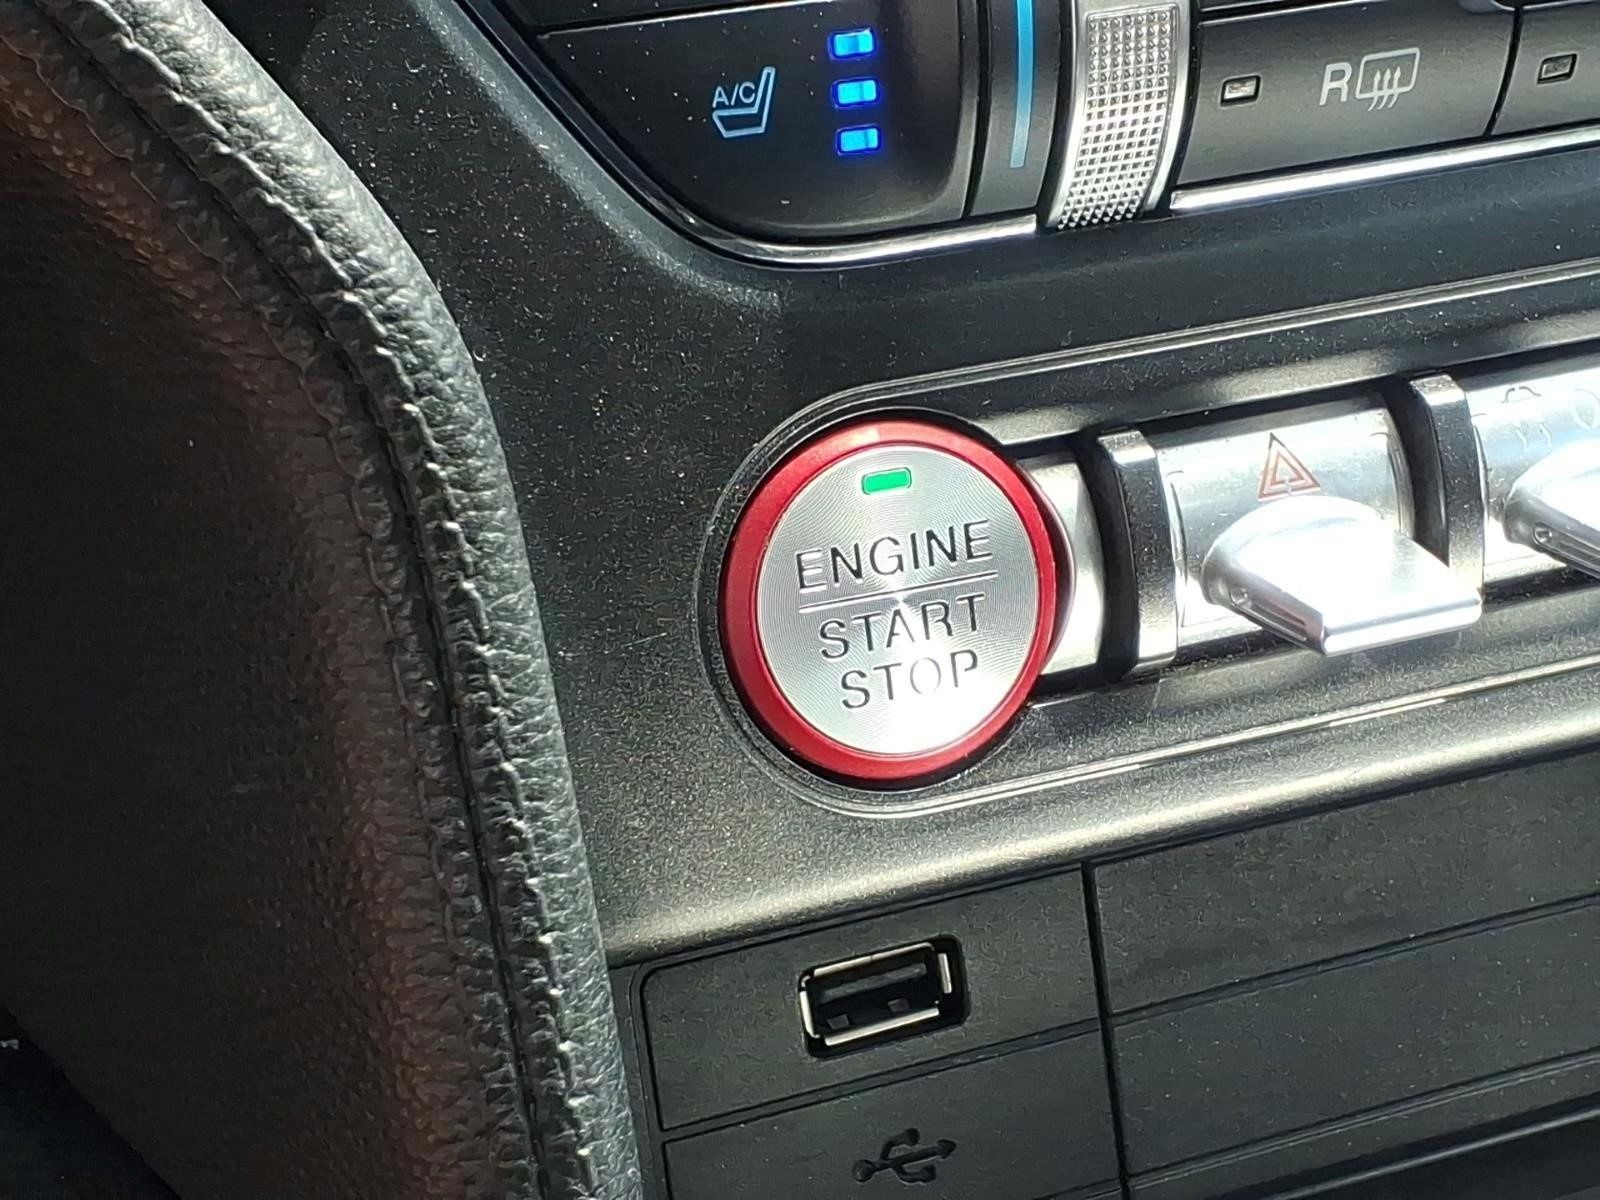 A/C
R
ENGINE
START
STOP